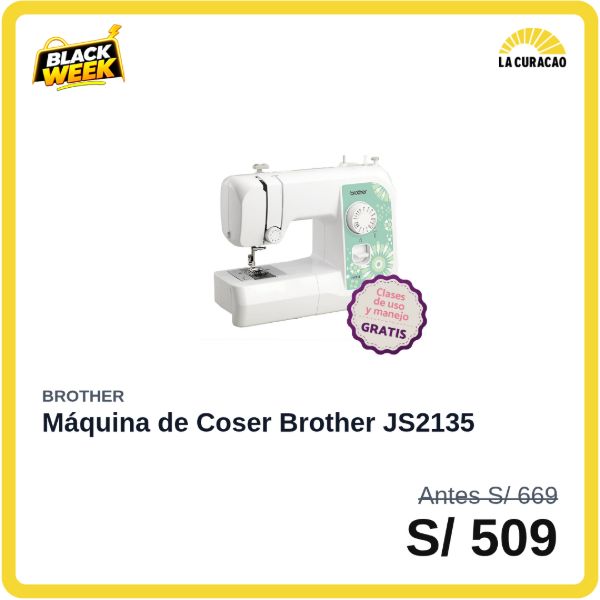 BLACK
WEEK
LA CURACAO
brother
Clases
de uso
y manejo
GRATIS
BROTHER
Máquina de Coser Brother JS2135
Antes S/ 669
S/ 509